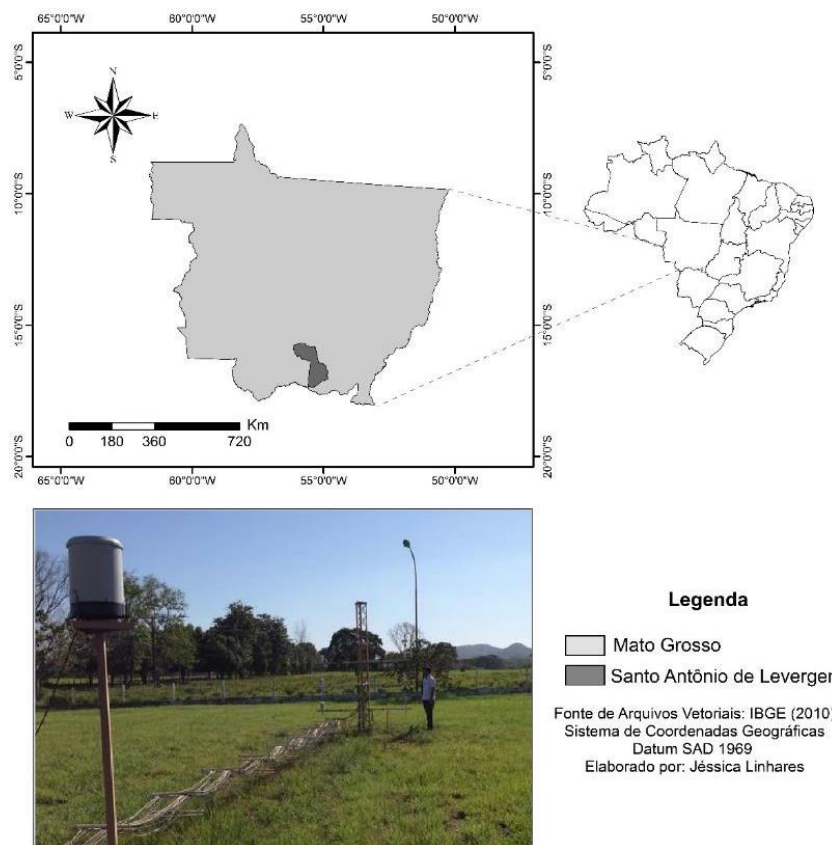 65°0'0"W 60°0'0"W 55°0'0"W 50°0'0"W
5°0'0"S
5°0'0"S
N
W
E
S
10°0'0"S
10°0'0"S
15°0'0"S
15°0'0"S
Km
0 180 360 720
20°0'0"S
20°0'0"S
65°0'0"W 60°0'0"W 55°0'0"W 50°0'0"W
Legenda
Mato Grosso
Santo Antônio de Leverger
Fonte de Arquivos Vetoriais: IBGE (2010)
Sistema de Coordenadas Geográficas
Datum SAD 1969
Elaborado por: Jéssica Linhares